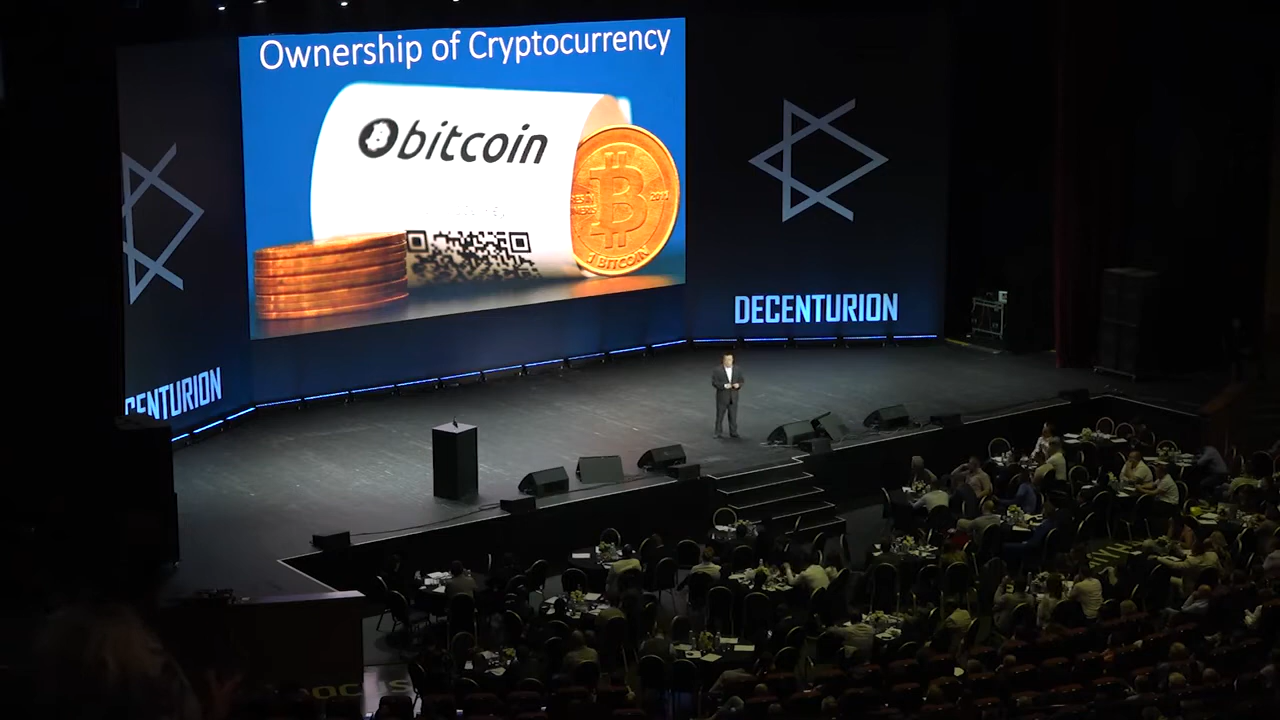 Ownership of Cryptocurrency
bitcoin
1 BITCOIN
DECENTURION
CENTURION